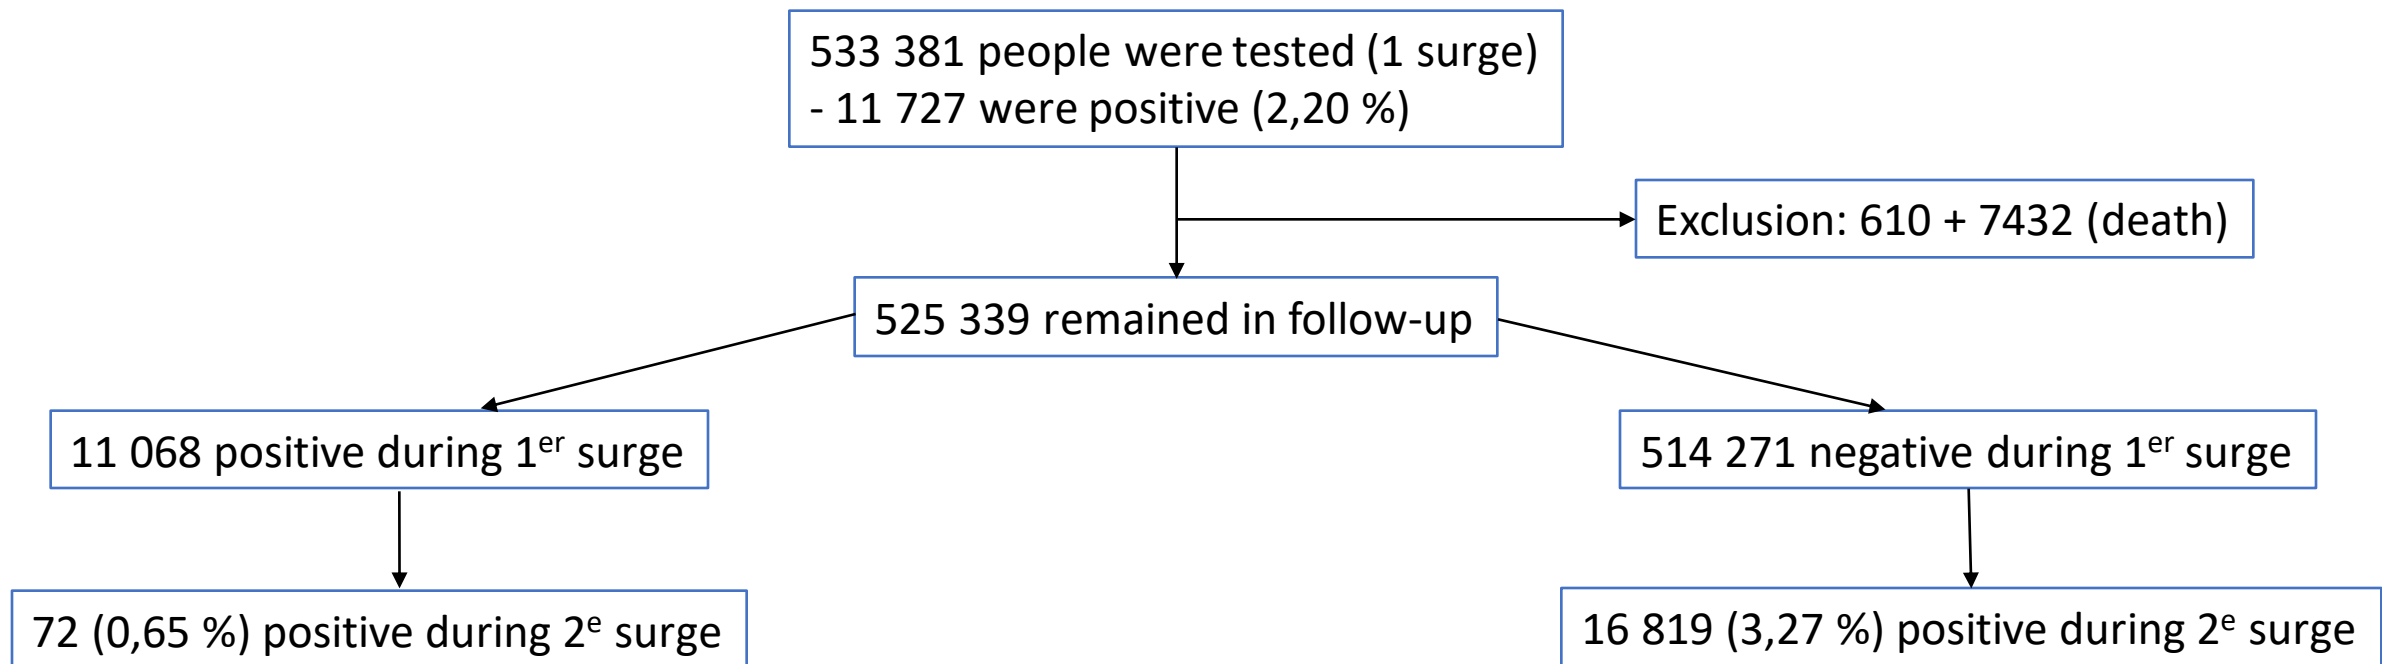 533 381 people were tested (1 surge)
- 11 727 were positive (2,20 %)
Exclusion: 610 + 7432 (death)
525 339 remained in follow-up
11 068 positive during 1er surge
514 271 negative during 1er surge
72 (0,65 %) positive during 2e surge
16 819 (3,27 %) positive during 2e surge